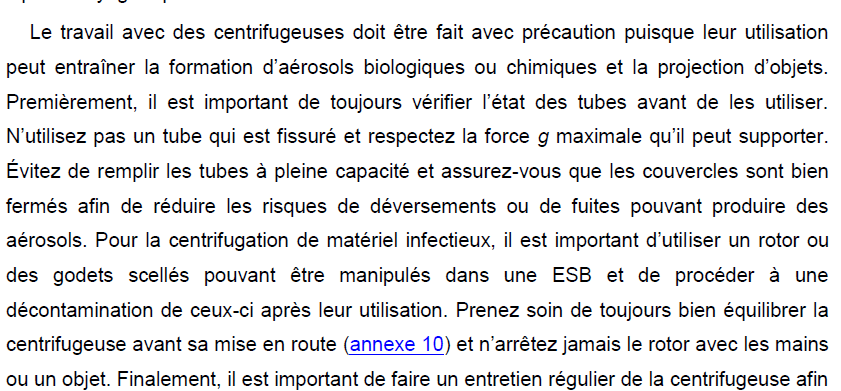 Le travail avec des centrifugeuses doit être fait avec précaution puisque leur utilisation
peut entraîner la formation d’aérosols biologiques ou chimiques et la projection d’objets.
Premièrement, il est important de toujours vérifier l’état des tubes avant de les utiliser.
N’utilisez pas un tube qui est fissuré et respectez la force g maximale qu’il peut supporter.
Évitez de remplir les tubes à pleine capacité et assurez-vous que les couvercles sont bien
fermés afin de réduire les risques de déversements ou de fuites pouvant produire des
aérosols. Pour la centrifugation de matériel infectieux, il est important d’utiliser un rotor ou
des godets scellés pouvant être manipulés dans une ESB et de procéder à une
décontamination de ceux-ci après leur utilisation. Prenez soin de toujours bien équilibrer la
centrifugeuse avant sa mise en route (annexe 10) et n’arrêtez jamais le rotor avec les mains
ou un objet. Finalement, il est important de faire un entretien régulier de la centrifugeuse afin